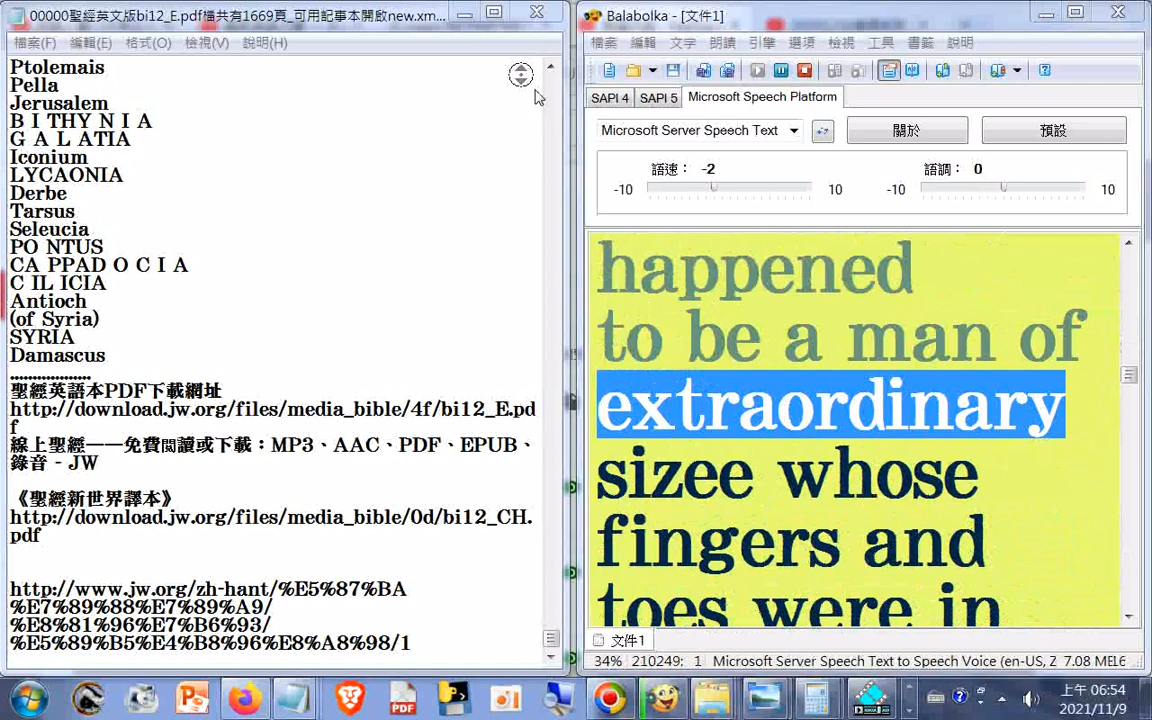 00000聖經英文版bi12_E.pdf檔共有1669頁_可用記事本開啟new.xm...
檔案(F) 編輯(E) 格式(O) 檢視(V) 說明(H)
Ptolemais
Pella
Jerusalem
B I THY N I A
G A L ATIA
Iconium
LYCAONIA
Derbe
Tarsus
Seleucia
PO NTUS
CA PPAD O C I A
C IL ICIA
Antioch
(of Syria)
SYRIA
Damascus
..................
聖經英語本PDF下載網址
http://download.jw.org/files/media_bible/4f/bi12_E.pd
f
線上聖經——免費閱讀或下載：MP3、AAC、PDF、EPUB、
錄音 - JW
《聖經新世界譯本》
http://download.jw.org/files/media_bible/0d/bi12_CH.
pdf
http://www.jw.org/zh-hant/%E5%87%BA
%E7%89%88%E7%89%A9/
%E8%81%96%E7%B6%93/
%E5%89%B5%E4%B8%96%E8%A8%98/1
Balabolka - [文件1]
檔案 編輯 文字 朗讀 引擎 選項 檢視 工具 書籤 說明
SAPI 4 SAPI 5 Microsoft Speech Platform
Microsoft Server Speech Text 關於 預設
語速： -2 語調： 0
-10 10 -10 10
happened
to be a man of
extraordinary
sizee whose
fingers and
toes were in
文件1
34% 210249: 1 Microsoft Server Speech Text to Speech Voice (en-US, Z 7.08 MБ
上午 06:54
2021/11/9